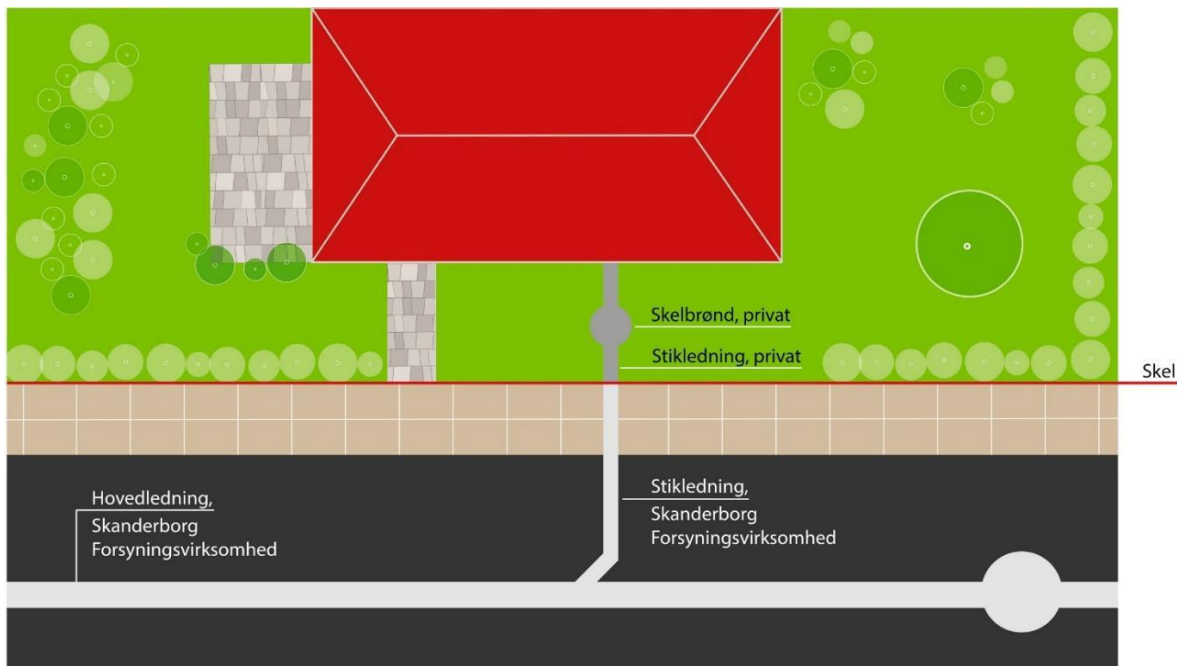 Skelbrønd, privat
Stikledning, privat
Skel
Hovedledning,
Skanderborg
Forsyningsvirksomhed
Stikledning,
Skanderborg
Forsyningsvirksomhed